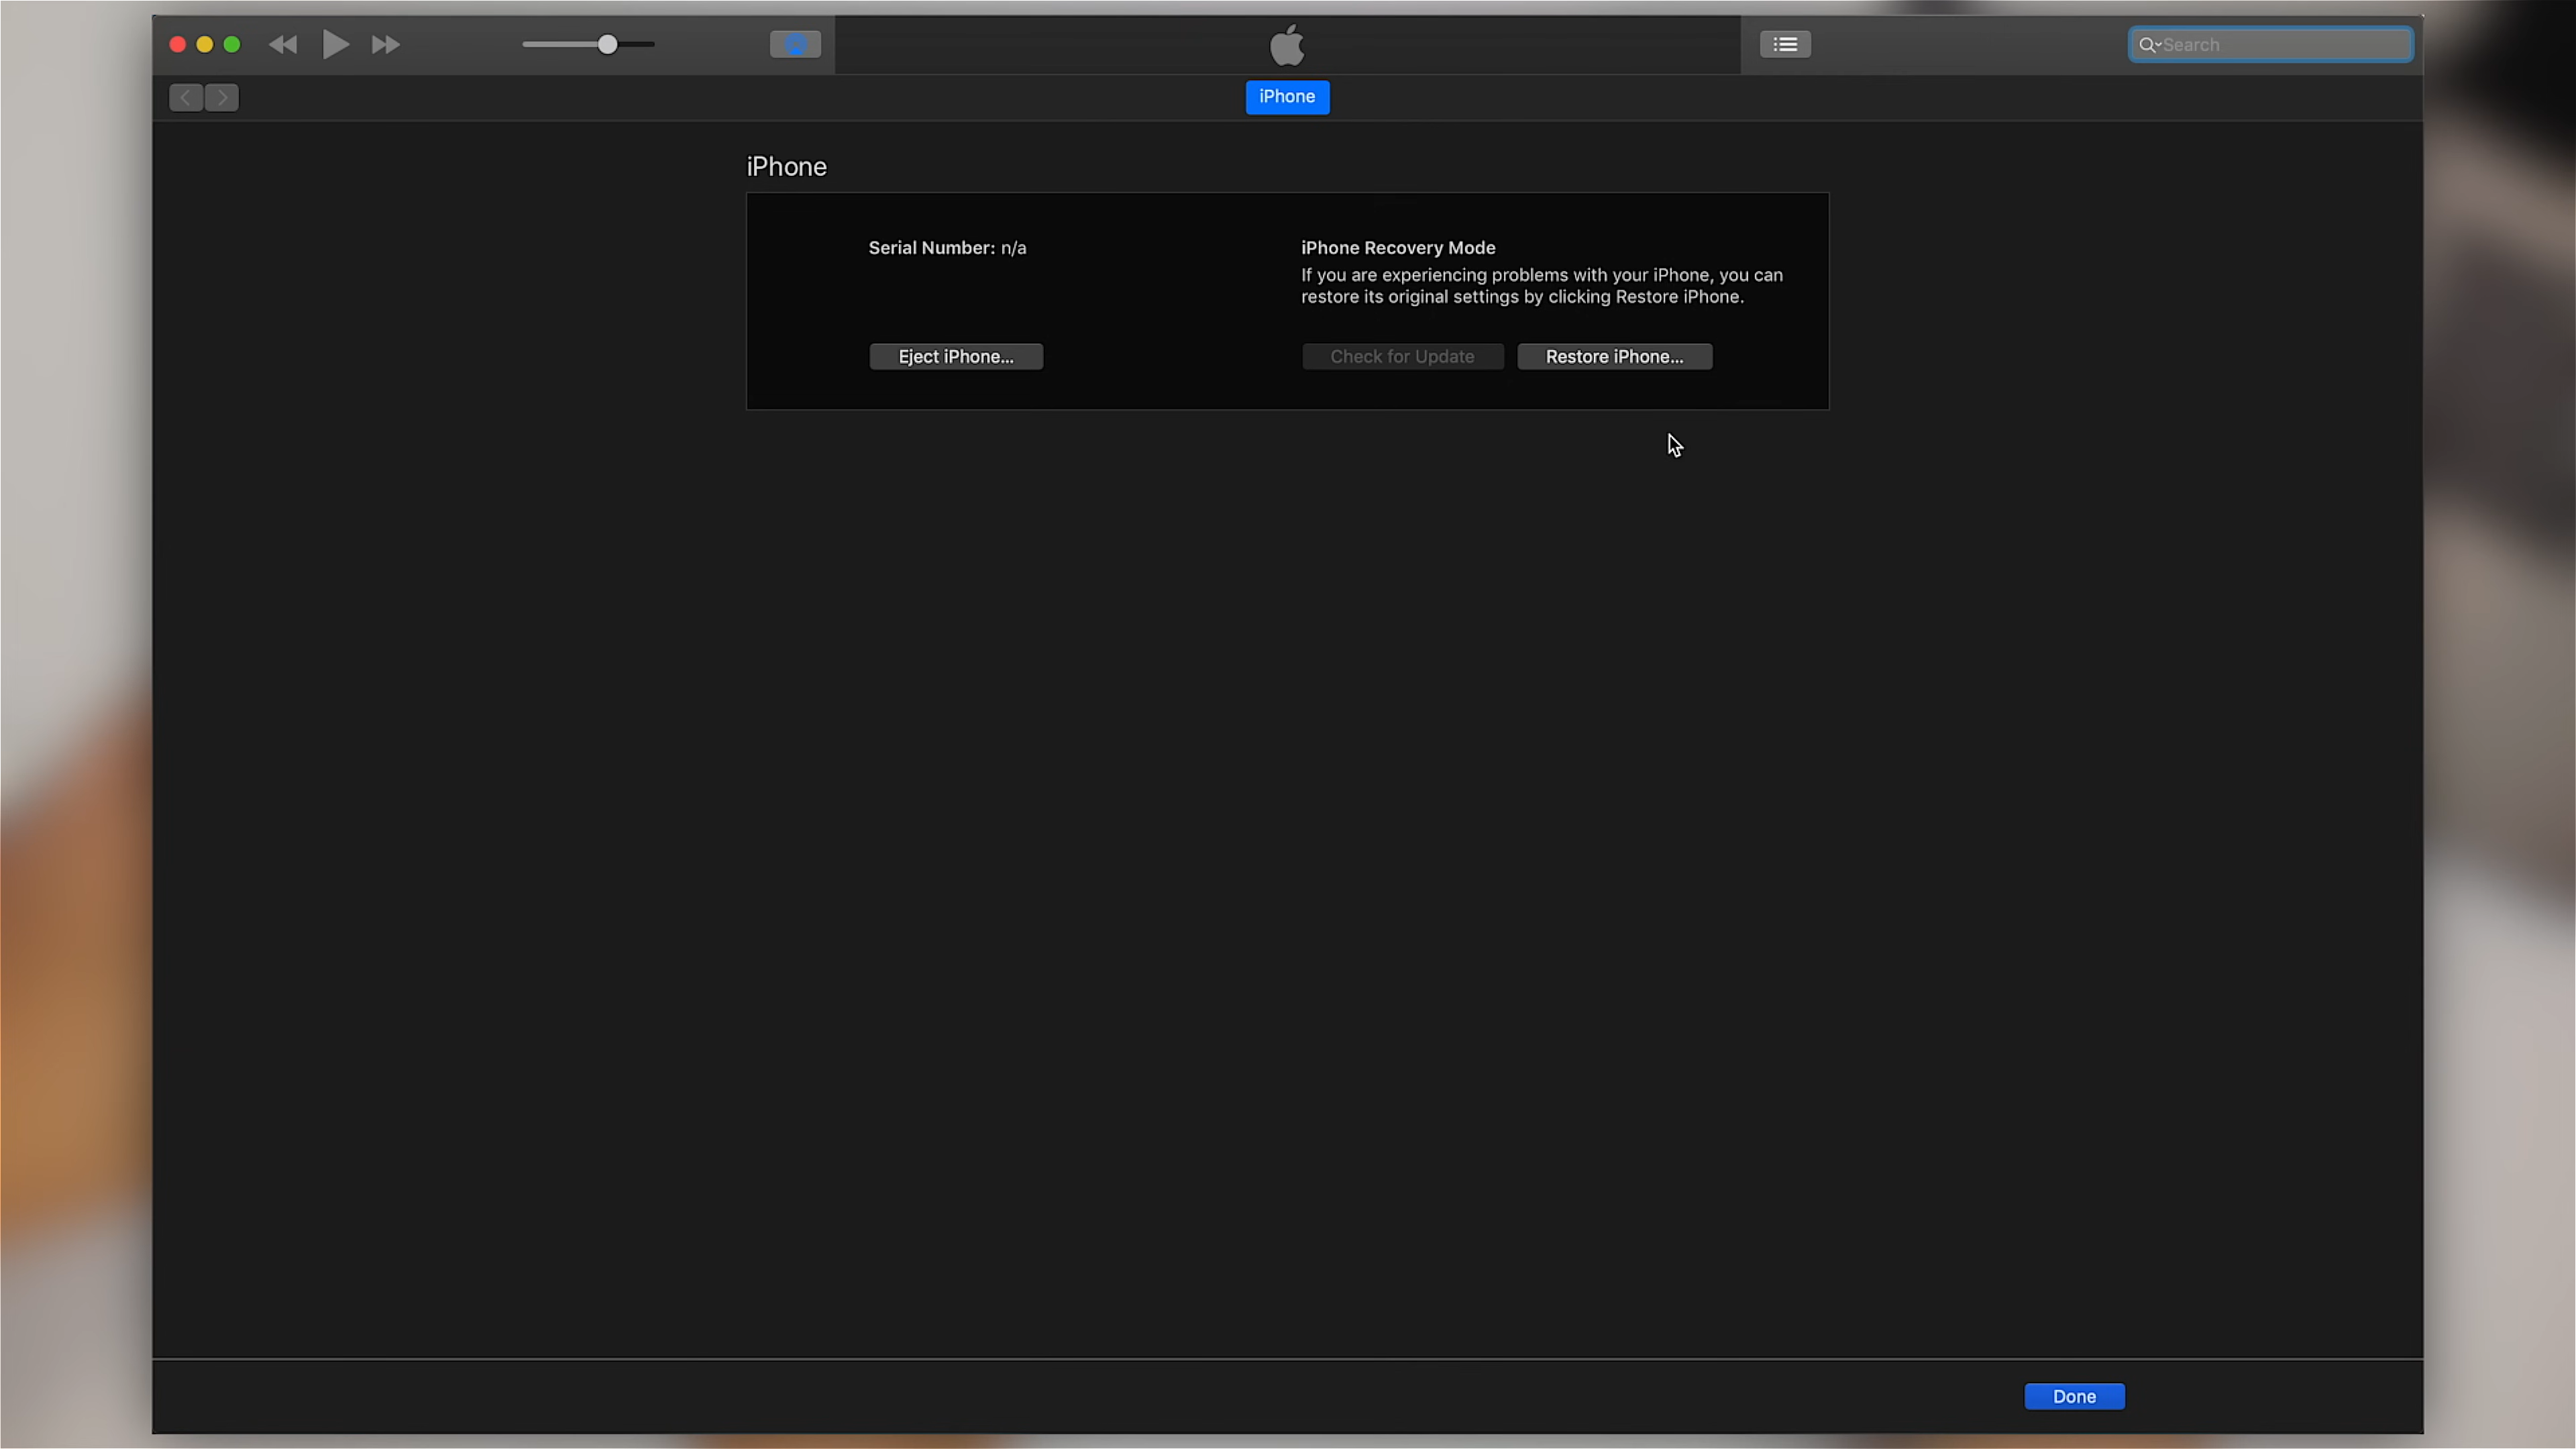 Search
iPhone
iPhone
Serial Number: n/a
iPhone Recovery Mode
If you are experiencing problems with your iPhone, you can
restore its original settings by clicking Restore iPhone.
Eject iPhone...
Check for Update
Restore iPhone...
Done